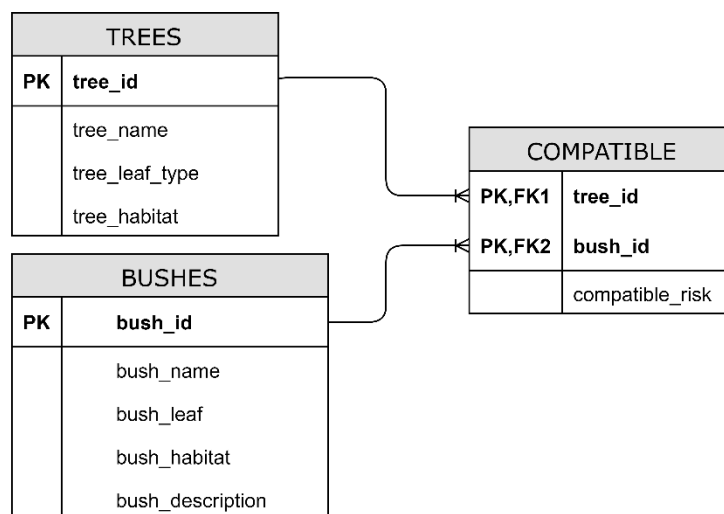 TREES
PK tree_id
tree_name
tree_leaf_type
tree_habitat
BUSHES
PK bush_id
bush_name
bush_leaf
bush_habitat
bush_description
COMPATIBLE
PK,FK1 tree_id
PK,FK2 bush_id
compatible_risk